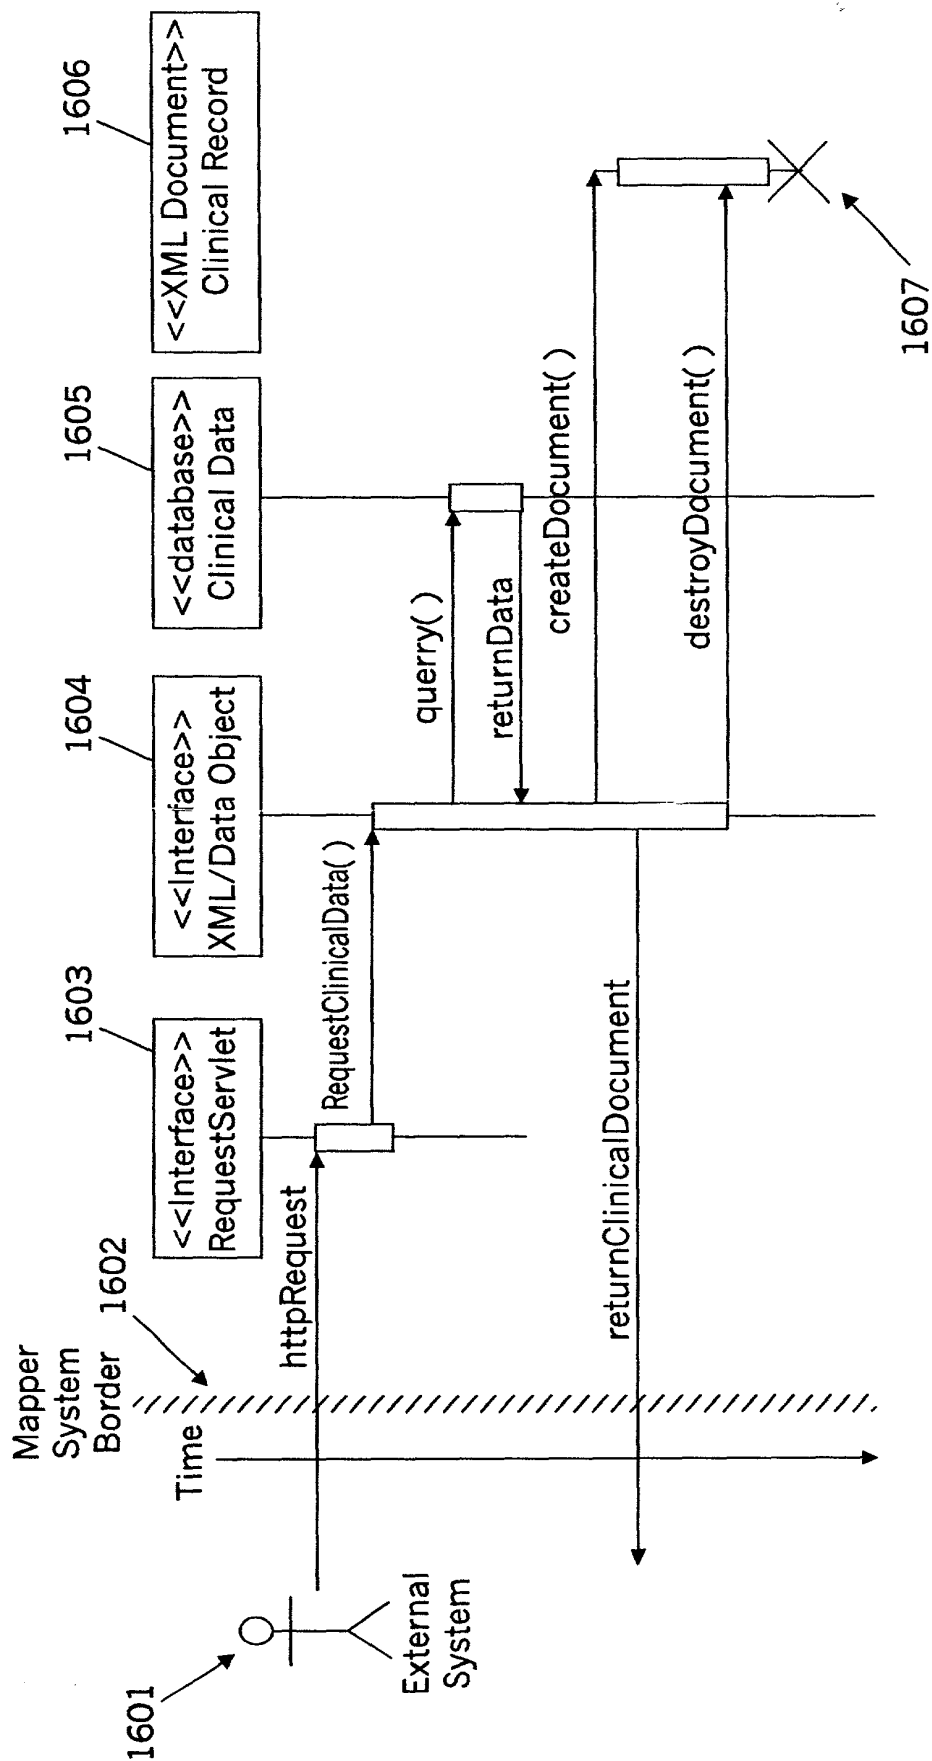 Mapper
System
Border
1602
1603
1604
1605
1606
<<Interface>>
RequestServlet
<<Interface>>
XML/Data Object
<<database>>
Clinical Data
<<XML Document>>
Clinical Record
Time
1601
External
System
httpRequest
RequestClinicalData( )
querry( )
returnData
createDocument( )
returnClinicalDocument
destroyDocument( )
1607